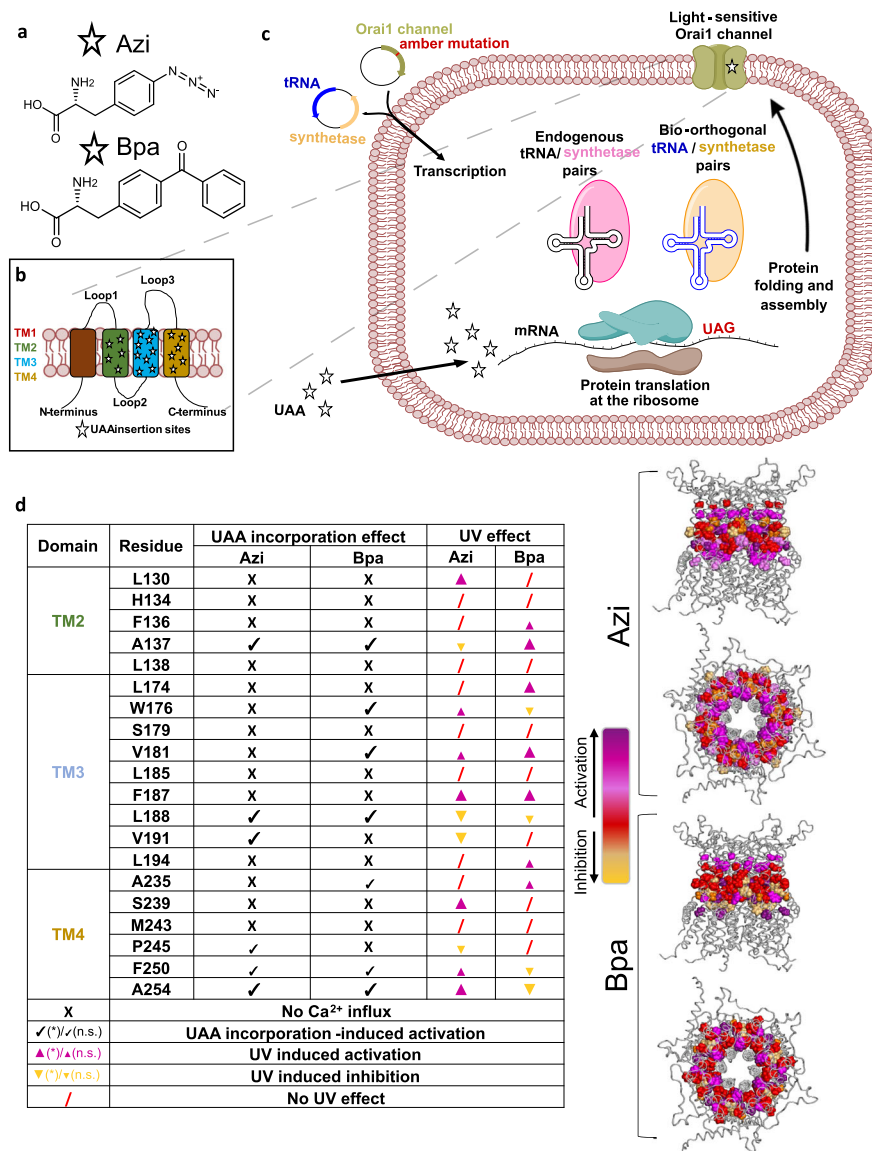 a
Azi
NH₂
HO
O
N
N⁺
N⁻
Bpa
NH₂
HO
O
O
b
Loop1
Loop3
TM1
TM2
TM3
TM4
Loop2
N-terminus
C-terminus
UAA insertion sites
c
Orai1 channel
amber mutation
tRNA
synthetase
Transcription
Light-sensitive
Orai1 channel
Endogenous
tRNA/ synthetase
pairs
Bio-orthogonal
tRNA / synthetase
pairs
Protein
folding and
assembly
mRNA
UAG
Protein translation
at the ribosome
UAA
d
Domain Residue UAA incorporation effect UV effect
Azi Bpa Azi Bpa
TM2
L130 X X ▲ /
H134 X X / /
F136 X X / ▲
A137 ✓ ✓ ▼ ▲
L138 X X / /
TM3
L174 X X / ▲
W176 X ✓ ▲ ▼
S179 X X / /
V181 X ✓ ▲ ▲
L185 X X / /
F187 X X ▲ ▲
L188 ✓ ✓ ▼ ▼
V191 ✓ X ▼ /
L194 X X / ▲
TM4
A235 X ✓ / ▲
S239 X X ▲ /
M243 X X / /
P245 ✓ X ▼ /
F250 ✓ ✓ ▲ ▼
A254 ✓ ✓ ▲ ▼
X No Ca²⁺ influx
✓(*)/✓(n.s.) UAA incorporation -induced activation
▲(*)/▲(n.s.) UV induced activation
▼(*)/▼(n.s.) UV induced inhibition
/ No UV effect
Azi
Activation
Inhibition
Bpa